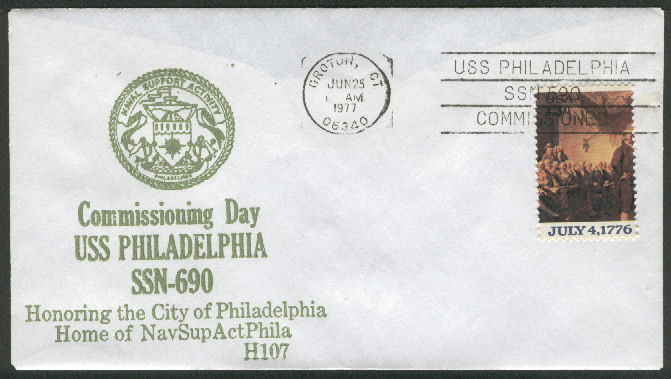 NAVAL SUPPORT ACTIVITY
PHILADELPHIA
Commissioning Day
USS PHILADELPHIA
SSN-690
Honoring the City of Philadelphia
Home of NavSupActPhila
H107
GROTON, CT
JUN 25
AM
1977
06340
USS PHILADELPHIA
SSN 690
COMMISSIONED
JULY 4, 1776